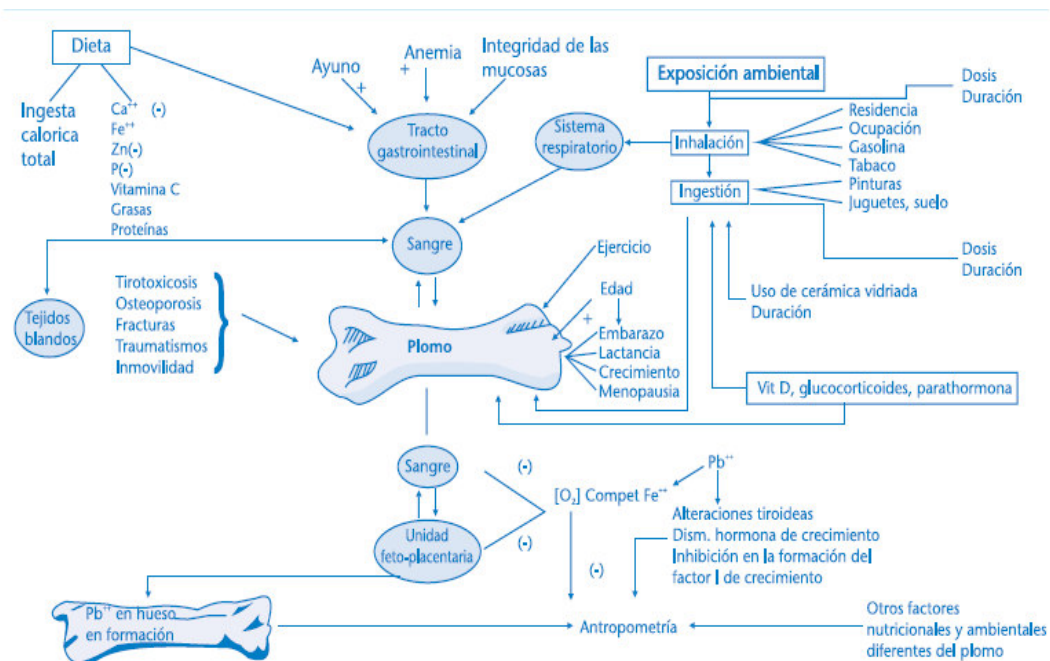 Dieta
Ingesta
calorica
total
Ca⁺⁺ (-)
Fe⁺⁺
Zn(-)
P(-)
Vitamina C
Grasas
Proteínas
Ayuno
+
Anemia
+
Integridad de las
mucosas
Tracto
gastrointestinal
Sistema
respiratorio
Exposición ambiental
Dosis
Duración
Inhalación
Residencia
Ocupación
Gasolina
Tabaco
Ingestión
Pinturas
Juguetes, suelo
Dosis
Duración
Uso de cerámica vidriada
Duración
Vit D, glucocorticoides, parathormona
Sangre
Tejidos
blandos
Tirotoxicosis
Osteoporosis
Fracturas
Traumatismos
Inmovilidad
Plomo
Ejercicio
Edad
+
Embarazo
Lactancia
Crecimiento
Menopausia
Sangre
(-)
Unidad
feto-placentaria
(-)
[O₂] Compet Fe⁺⁺
Pb⁺⁺
Alteraciones tiroideas
Dism. hormona de crecimiento
Inhibición en la formación del
factor I de crecimiento
(-)
Pb⁺⁺ en hueso
en formación
Antropometría
Otros factores
nutricionales y ambientales
diferentes del plomo